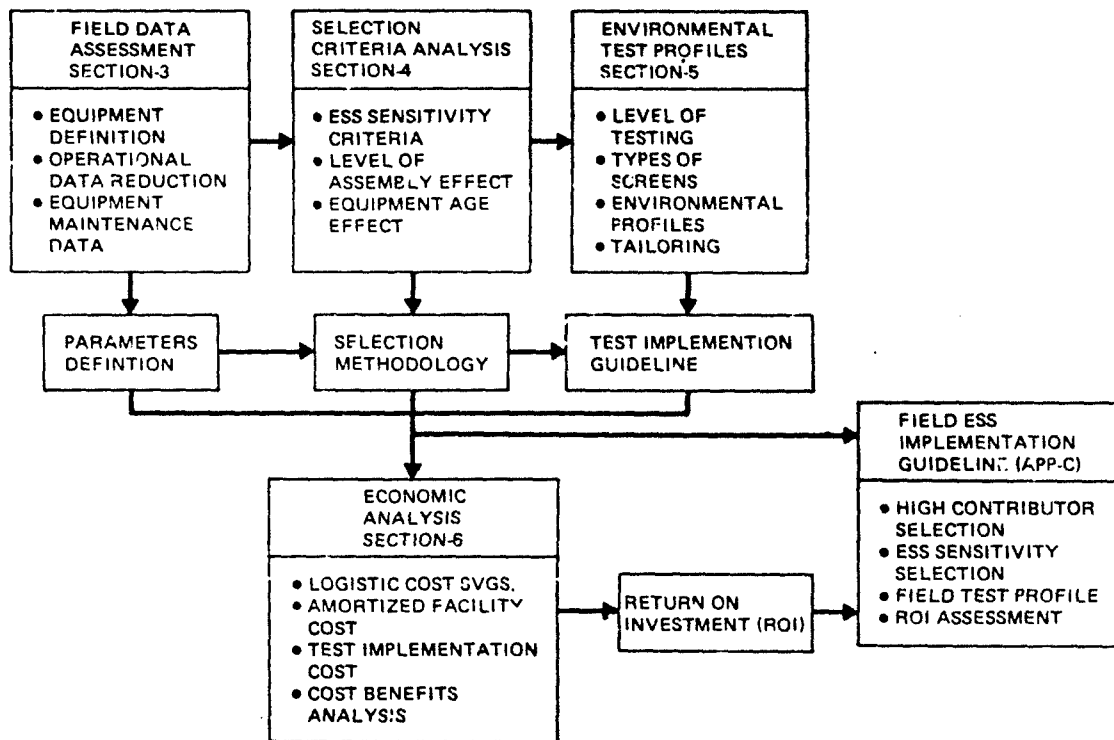 FIELD DATA
ASSESSMENT
SECTION-3
● EQUIPMENT
DEFINITION
● OPERATIONAL
DATA REDUCTION
● EQUIPMENT
MAINTENANCE
DATA
SELECTION
CRITERIA ANALYSIS
SECTION-4
● ESS SENSITIVITY
CRITERIA
● LEVEL OF
ASSEMBLY EFFECT
● EQUIPMENT AGE
EFFECT
ENVIRONMENTAL
TEST PROFILES
SECTION-5
● LEVEL OF
TESTING
● TYPES OF
SCREENS
● ENVIRONMENTAL
PROFILES
● TAILORING
PARAMETERS
DEFINTION
SELECTION
METHODOLOGY
TEST IMPLEMENTION
GUIDELINE
FIELD ESS
IMPLEMENTATION
GUIDELINE (APP-C)
● HIGH CONTRIBUTOR
SELECTION
● ESS SENSITIVITY
SELECTION
● FIELD TEST PROFILE
● ROI ASSESSMENT
ECONOMIC
ANALYSIS
SECTION-6
● LOGISTIC COST SVGS.
● AMORTIZED FACILITY
COST
● TEST IMPLEMENTATION
COST
● COST BENEFITS
ANALYSIS
RETURN ON
INVESTMENT (ROI)